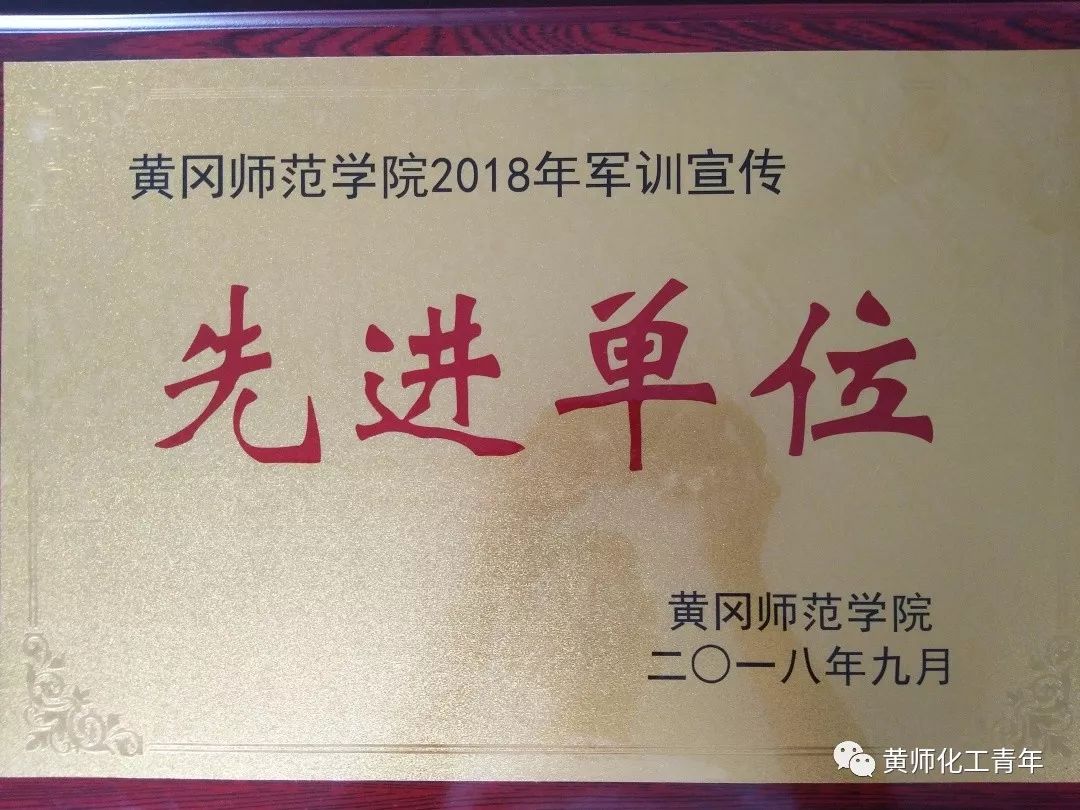 黄冈师范学院2018年军训宣传
先进单位
黄冈师范学院
二〇一八年九月
黄师化工青年